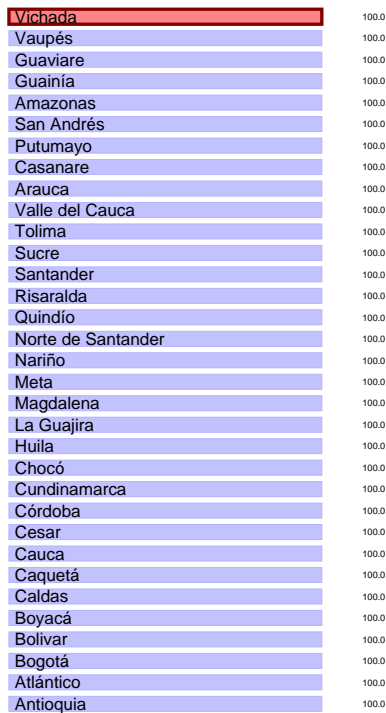 Vichada 100.0
Vaupés 100.0
Guaviare 100.0
Guainía 100.0
Amazonas 100.0
San Andrés 100.0
Putumayo 100.0
Casanare 100.0
Arauca 100.0
Valle del Cauca 100.0
Tolima 100.0
Sucre 100.0
Santander 100.0
Risaralda 100.0
Quindío 100.0
Norte de Santander 100.0
Nariño 100.0
Meta 100.0
Magdalena 100.0
La Guajira 100.0
Huila 100.0
Chocó 100.0
Cundinamarca 100.0
Córdoba 100.0
Cesar 100.0
Cauca 100.0
Caquetá 100.0
Caldas 100.0
Boyacá 100.0
Bolivar 100.0
Bogotá 100.0
Atlántico 100.0
Antioquia 100.0